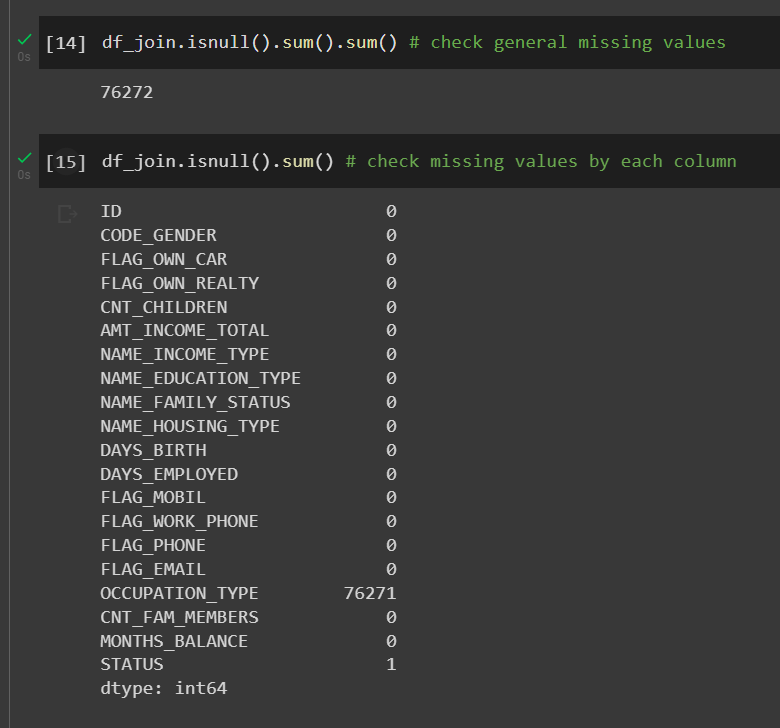 [14] df_join.isnull().sum().sum() # check general missing values
0s
76272
[15] df_join.isnull().sum() # check missing values by each column
0s
ID 0
CODE_GENDER 0
FLAG_OWN_CAR 0
FLAG_OWN_REALTY 0
CNT_CHILDREN 0
AMT_INCOME_TOTAL 0
NAME_INCOME_TYPE 0
NAME_EDUCATION_TYPE 0
NAME_FAMILY_STATUS 0
NAME_HOUSING_TYPE 0
DAYS_BIRTH 0
DAYS_EMPLOYED 0
FLAG_MOBIL 0
FLAG_WORK_PHONE 0
FLAG_PHONE 0
FLAG_EMAIL 0
OCCUPATION_TYPE 76271
CNT_FAM_MEMBERS 0
MONTHS_BALANCE 0
STATUS 1
dtype: int64